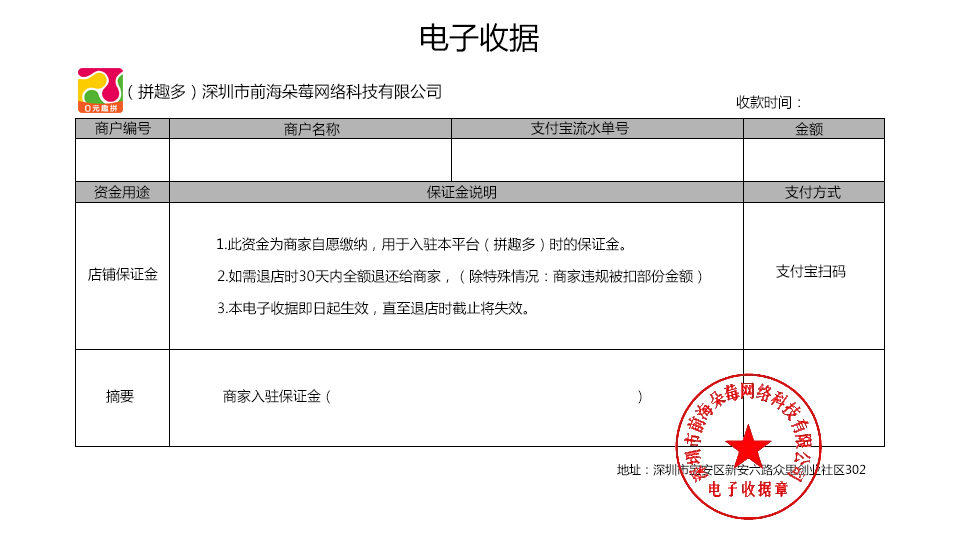 电子收据
0元趣拼
（拼趣多）深圳市前海朵莓网络科技有限公司
收款时间：
商户编号 商户名称 支付宝流水单号 金额
资金用途 保证金说明 支付方式
1.此资金为商家自愿缴纳，用于入驻本平台（拼趣多）时的保证金。
店铺保证金 2.如需退店时30天内全额退还给商家，（除特殊情况：商家违规被扣部份金额） 支付宝扫码
3.本电子收据即日起生效，直至退店时截止将失效。
摘要 商家入驻保证金（ ）
深圳市前海朵莓网络科技有限公司
地址：深圳市宝安区新安六路众里创业社区302
电子收据章